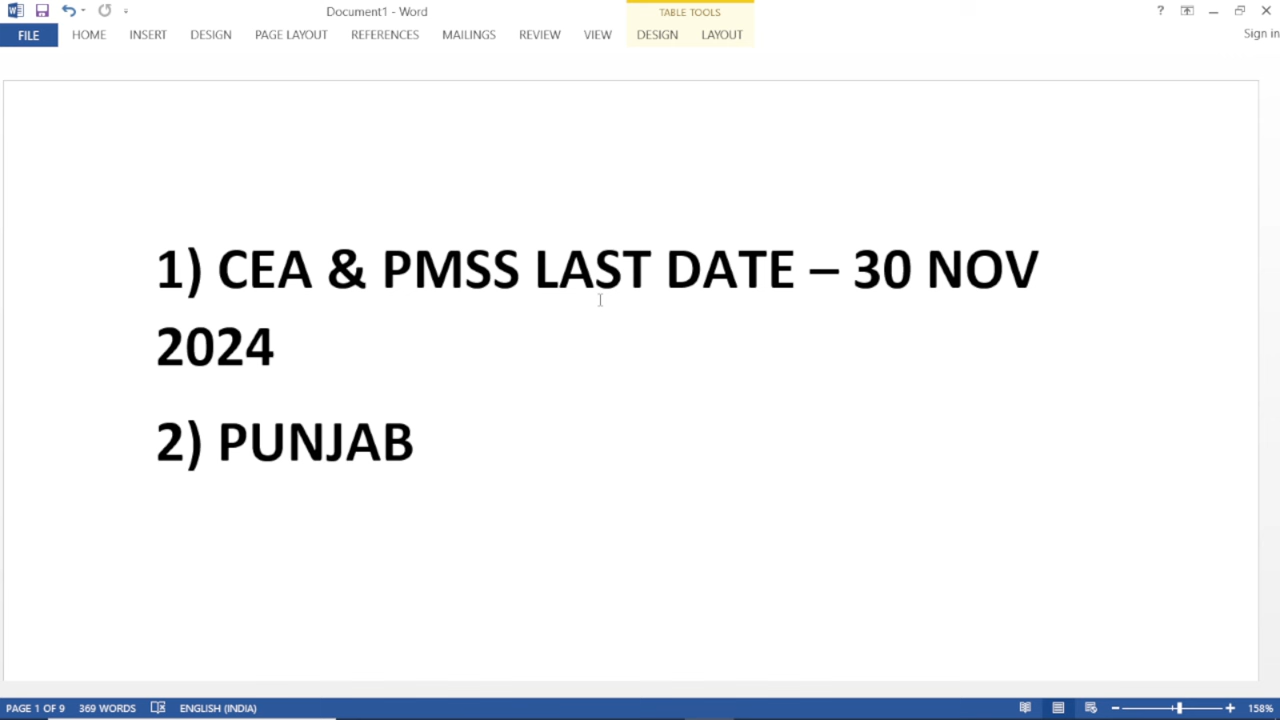 Document1 - Word
TABLE TOOLS
?
FILE
HOME
INSERT
DESIGN
PAGE LAYOUT
REFERENCES
MAILINGS
REVIEW
VIEW
DESIGN
LAYOUT
Sign in
1) CEA & PMSS LAST DATE – 30 NOV
2024
2) PUNJAB
PAGE 1 OF 9
369 WORDS
ENGLISH (INDIA)
158%